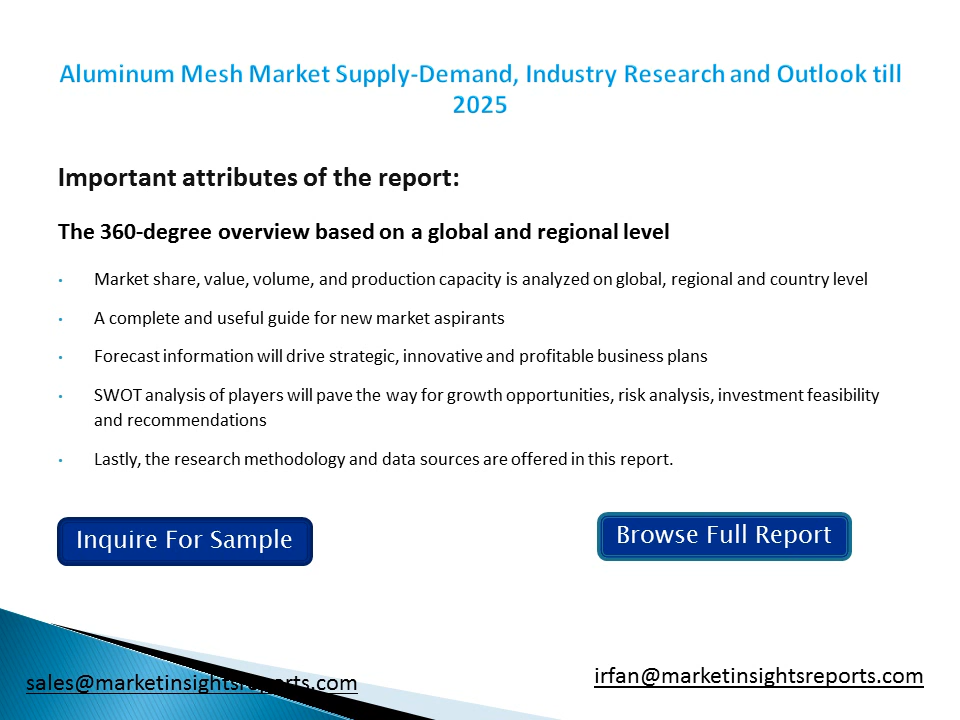 Aluminum Mesh Market Supply-Demand, Industry Research and Outlook till
2025
Important attributes of the report:
The 360-degree overview based on a global and regional level
Market share, value, volume, and production capacity is analyzed on global, regional and country level
A complete and useful guide for new market aspirants
Forecast information will drive strategic, innovative and profitable business plans
SWOT analysis of players will pave the way for growth opportunities, risk analysis, investment feasibility
and recommendations
Lastly, the research methodology and data sources are offered in this report.
Inquire For Sample
Browse Full Report
sales@marketinsightsreports.com
irfan@marketinsightsreports.com